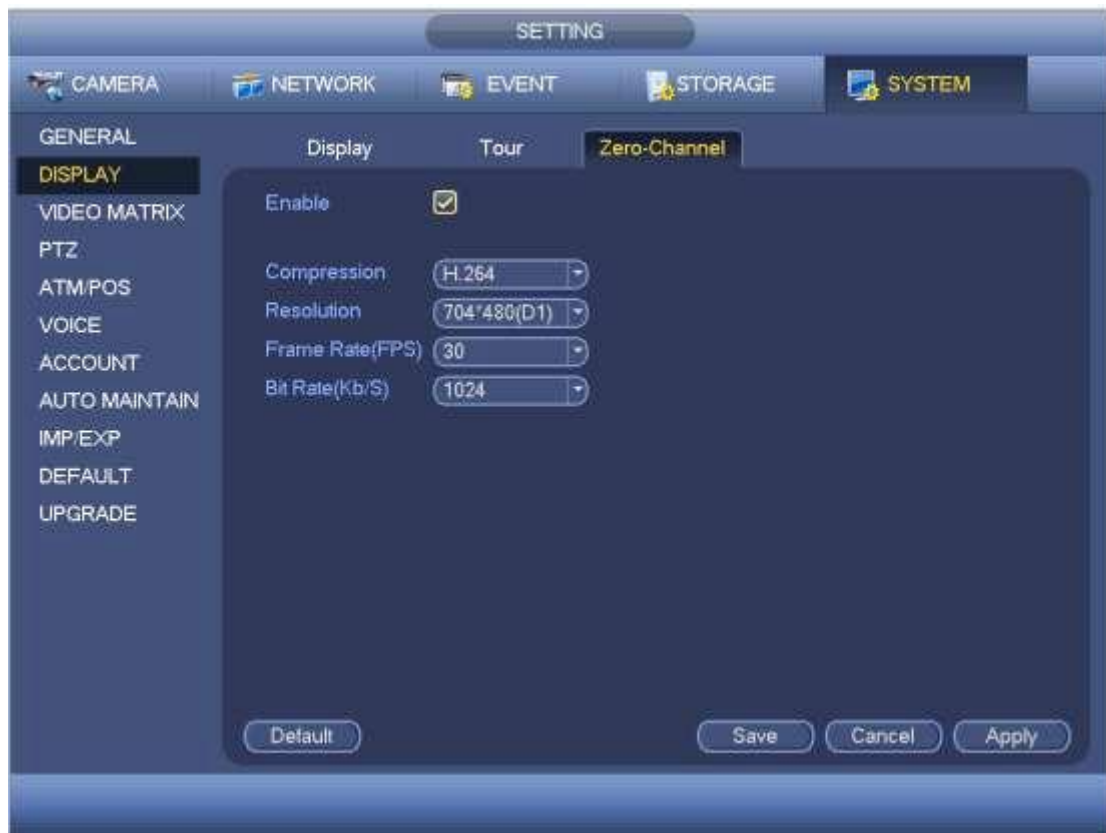 SETTING
CAMERA NETWORK EVENT STORAGE SYSTEM
GENERAL
DISPLAY
VIDEO MATRIX
PTZ
ATM/POS
VOICE
ACCOUNT
AUTO MAINTAIN
IMP/EXP
DEFAULT
UPGRADE
Display Tour Zero-Channel
Enable
Compression H.264
Resolution 704*480(D1)
Frame Rate(FPS) 30
Bit Rate(Kb/S) 1024
Default Save Cancel Apply